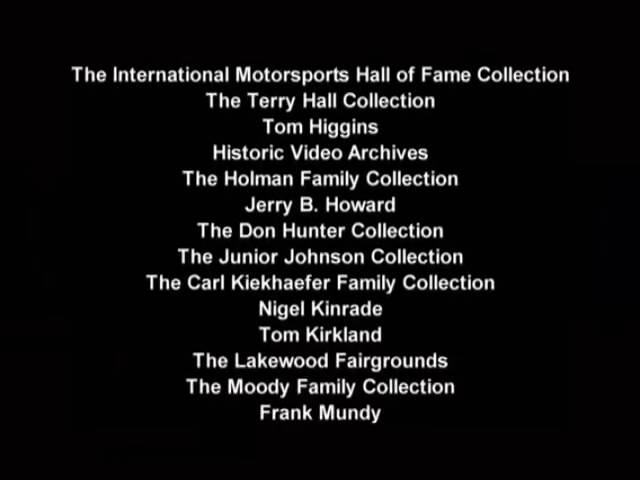 The International Motorsports Hall of Fame Collection
The Terry Hall Collection
Tom Higgins
Historic Video Archives
The Holman Family Collection
Jerry B. Howard
The Don Hunter Collection
The Junior Johnson Collection
The Carl Kiekhaefer Family Collection
Nigel Kinrade
Tom Kirkland
The Lakewood Fairgrounds
The Moody Family Collection
Frank Mundy